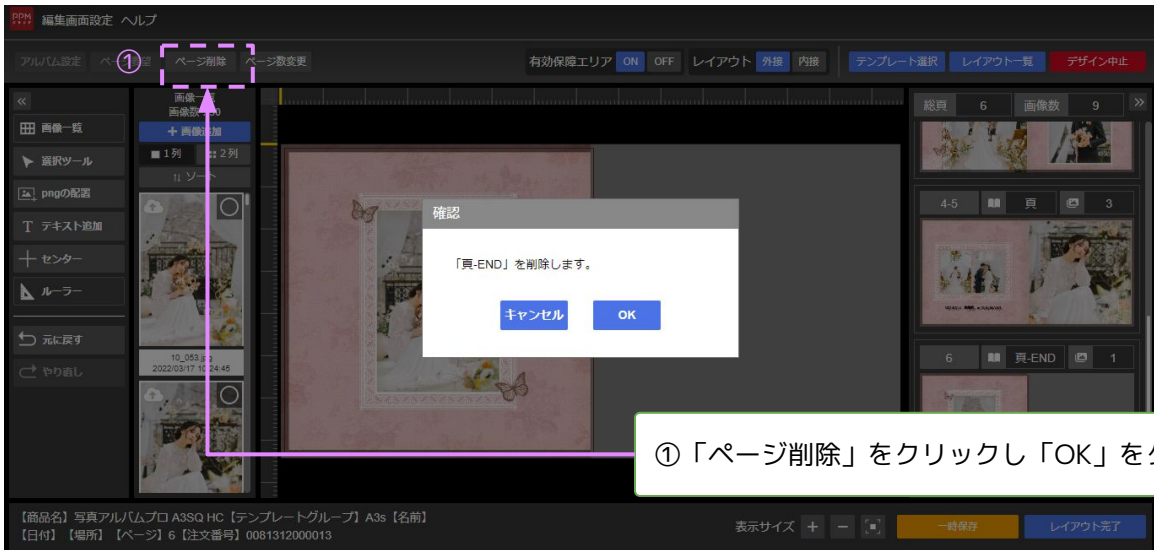 PPM 編集画面設定 ヘルプ
アルバム設定
①
ページ削除 ページ数変更
有効保障エリア ON OFF レイアウト 外接 内接 テンプレート選択 レイアウト一覧 デザイン中止
画像一覧
+ 画像追加
■1列 2列
ソート
10_053.jpg
2022/03/17 10:24:45
«
画像一覧
選択ツール
pngの配置
T テキスト追加
センター
ルーラー
元に戻す
やり直し
確認
「頁-END」を削除します。
キャンセル OK
総頁 6 画像数 9 »
4-5 頁 3
6 頁-END 1
①「ページ削除」をクリックし「OK」を
【商品名】写真アルバムプロ A3SQ HC【テンプレートグループ】A3s【名前】
【日付】【場所】【ページ】6【注文番号】0081312000013
表示サイズ + − 一時保存 レイアウト完了